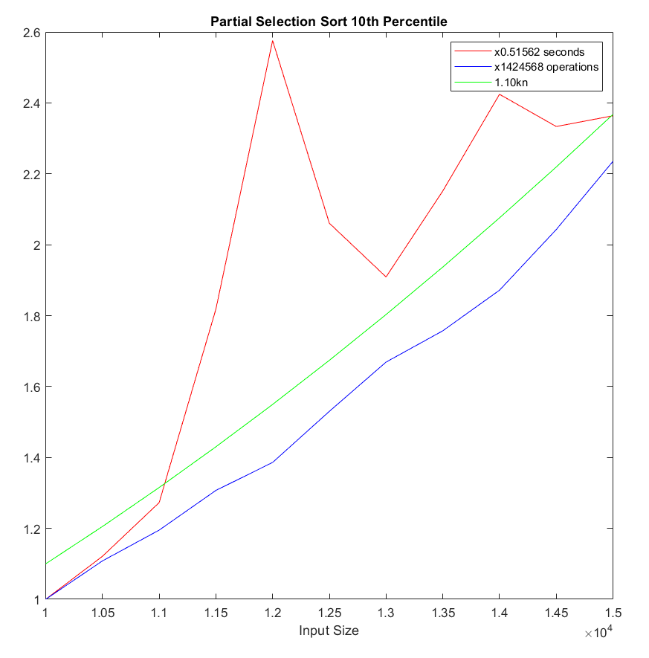 Partial Selection Sort 10th Percentile
2.6
x0.51562 seconds
x1424568 operations
1.10kn
2.4
2.2
2
1.8
1.6
1.4
1.2
1
1 1.05 1.1 1.15 1.2 1.25 1.3 1.35 1.4 1.45 1.5
Input Size
×10⁴